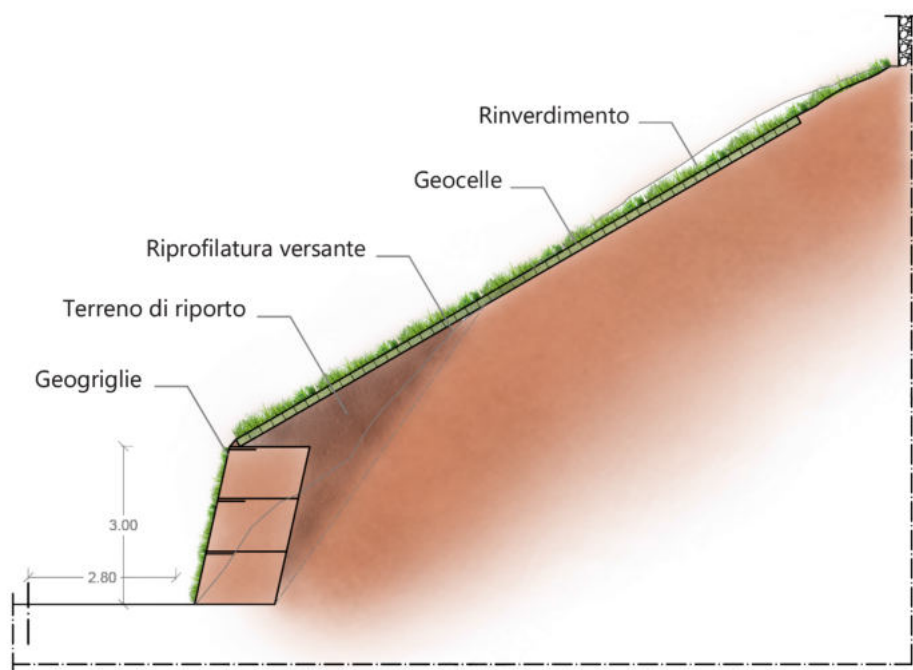 Rinverdimento
Geocelle
Riprofilatura versante
Terreno di riporto
Geogriglie
3.00
2.80